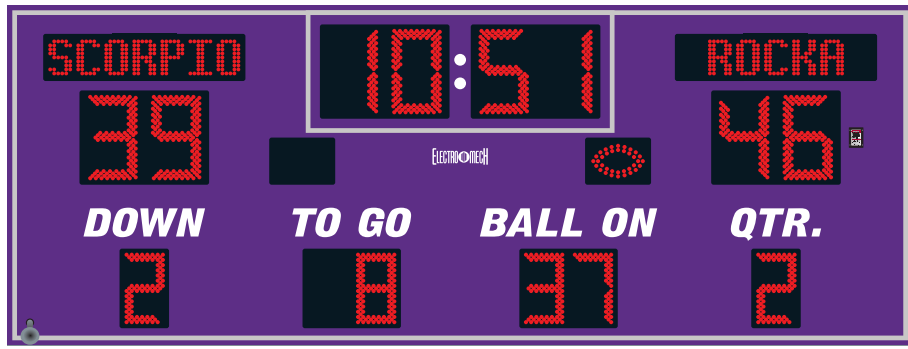 SCORPIO 10:51 ROCKA
39 46
ELECTRO MECH
DOWN TO GO BALL ON QTR.
2 8 37 2